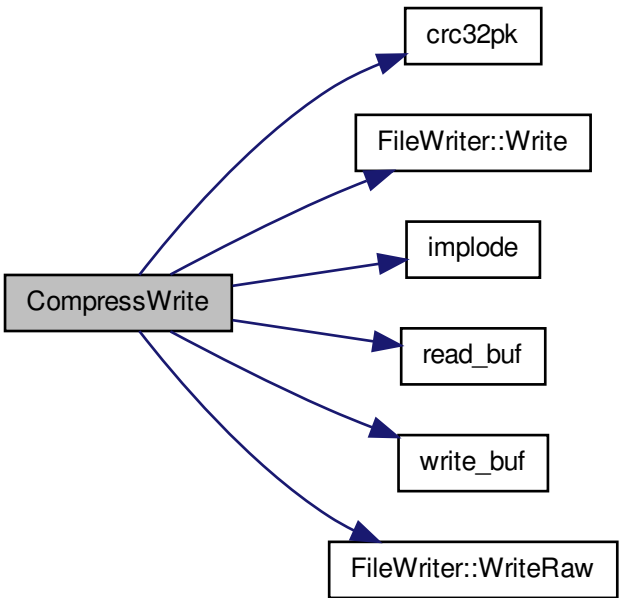 crc32pk
FileWriter::Write
implode
CompressWrite
read_buf
write_buf
FileWriter::WriteRaw